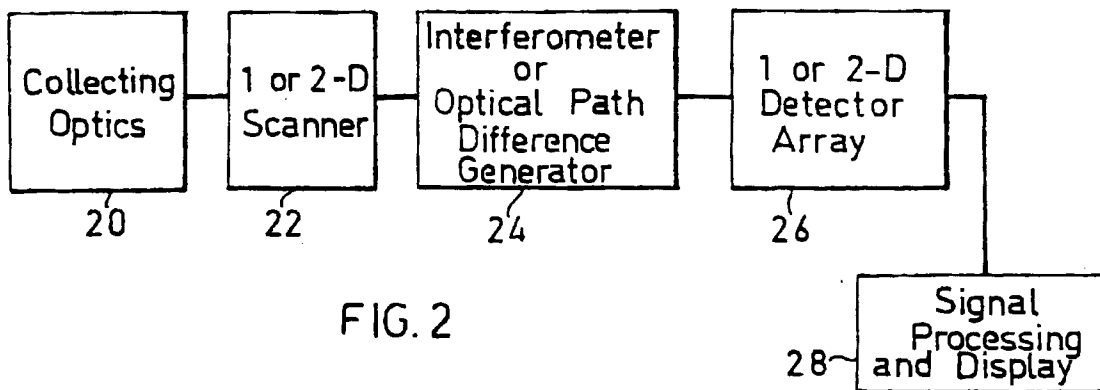 Collecting
Optics
20
1 or 2-D
Scanner
22
Interferometer
or
Optical Path
Difference
Generator
24
1 or 2-D
Detector
Array
26
Signal
Processing
and Display
28
FIG. 2